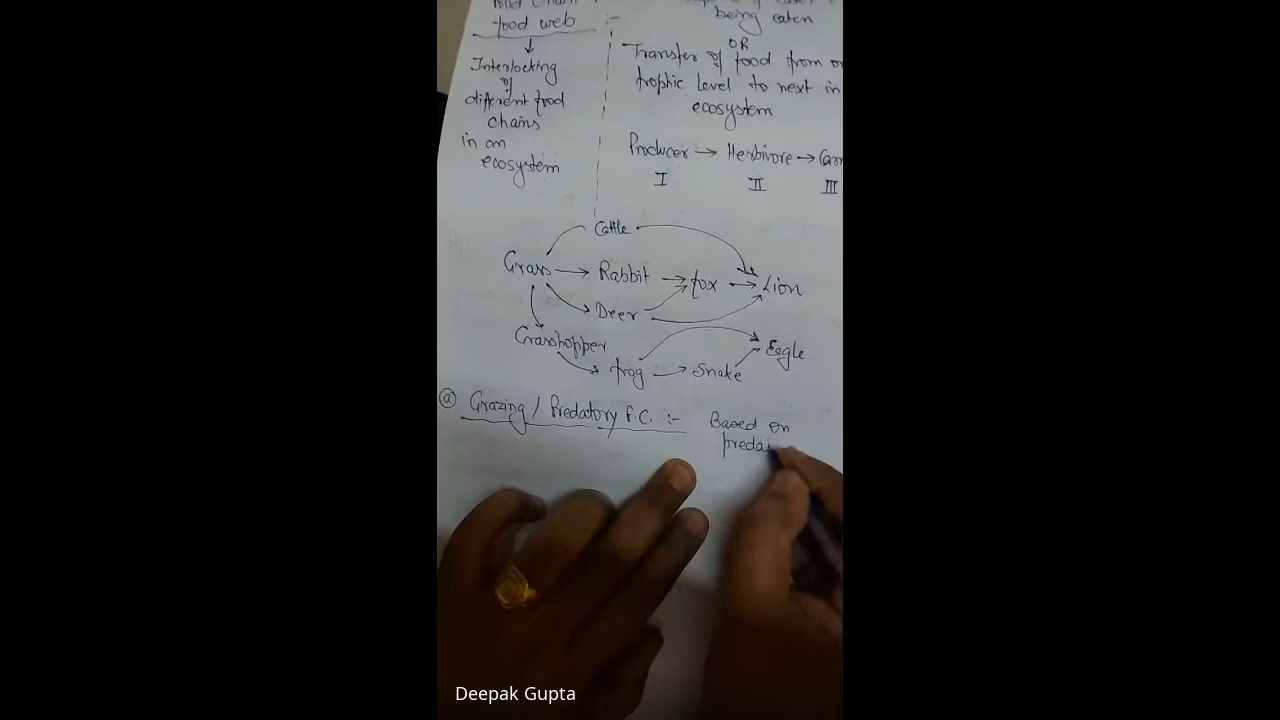 food web :-
↓
Interlocking
of
different food
chains
in an
ecosystem
being eaten
OR
Transfer of food from
trophic level to next in
ecosystem
Producer → Herbivore →
I II III
Cattle
Grass → Rabbit → fox → Lion
Deer
Grasshopper
Eagle
frog → Snake
ⓐ Grazing / Predatory F.C. :- Based on
Deepak Gupta